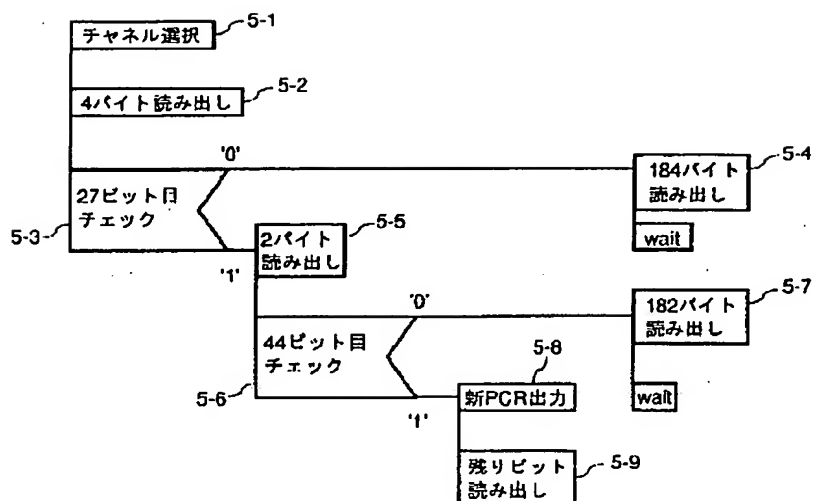 チャネル選択
5-1
4バイト読み出し
5-2
27ビット目
チェック
5-3
'0'
'1'
184バイト
読み出し
5-4
wait
2バイト
読み出し
5-5
44ビット目
チェック
5-6
'0'
'1'
182バイト
読み出し
5-7
wait
新PCR出力
5-8
残りビット
読み出し
5-9